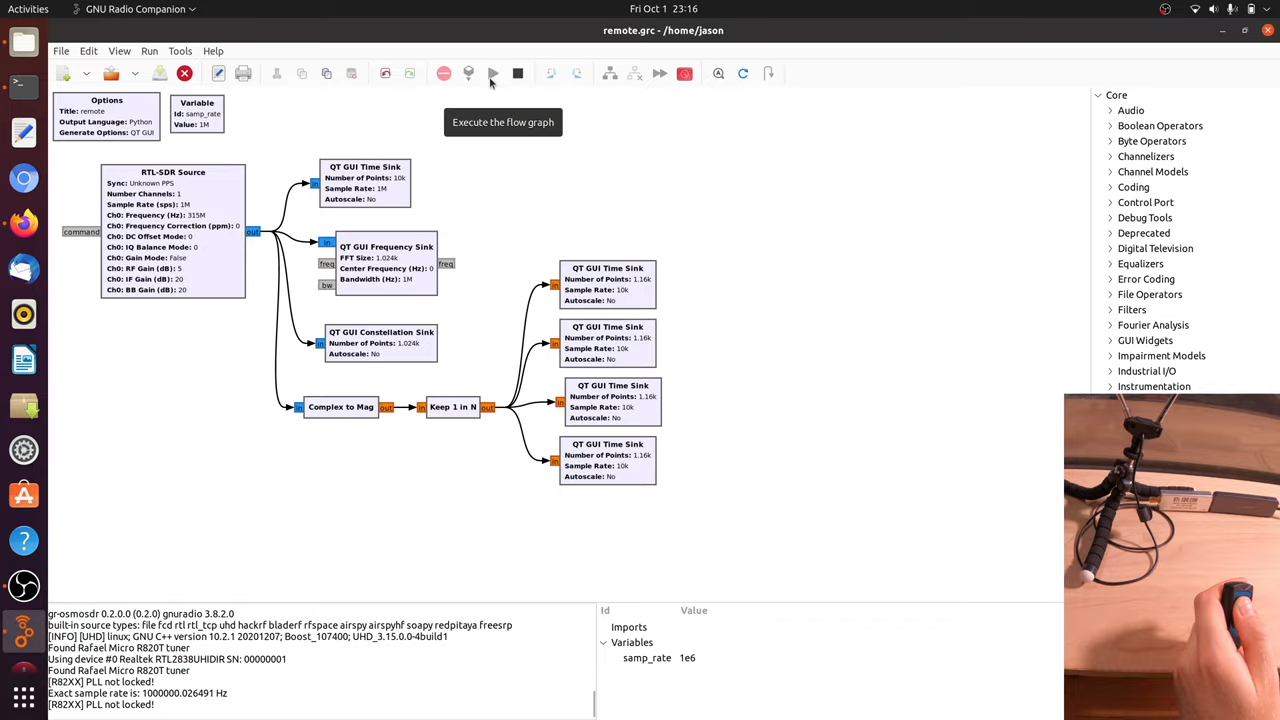 Activities
GNU Radio Companion
Fri Oct 1 23:16
remote.grc - /home/jason
File Edit View Run Tools Help
Execute the flow graph
Options
Title: remote
Output Language: Python
Generate Options: QT GUI
Variable
Id: samp_rate
Value: 1M
RTL-SDR Source
Sync: Unknown PPS
Number Channels: 1
Sample Rate (sps): 1M
Ch0: Frequency (Hz): 315M
Ch0: Frequency Correction (ppm): 0
Ch0: DC Offset Mode: 0
Ch0: IQ Balance Mode: 0
Ch0: Gain Mode: False
Ch0: RF Gain (dB): 5
Ch0: IF Gain (dB): 20
Ch0: BB Gain (dB): 20
command
out
in
QT GUI Time Sink
Number of Points: 10k
Sample Rate: 1M
Autoscale: No
in
freq
bw
QT GUI Frequency Sink
FFT Size: 1.024k
Center Frequency (Hz): 0
Bandwidth (Hz): 1M
freq
in
QT GUI Constellation Sink
Number of Points: 1.024k
Autoscale: No
in
Complex to Mag
out
in
Keep 1 in N
out
in
QT GUI Time Sink
Number of Points: 1.16k
Sample Rate: 10k
Autoscale: No
in
QT GUI Time Sink
Number of Points: 1.16k
Sample Rate: 10k
Autoscale: No
in
QT GUI Time Sink
Number of Points: 1.16k
Sample Rate: 10k
Autoscale: No
in
QT GUI Time Sink
Number of Points: 1.16k
Sample Rate: 10k
Autoscale: No
Core
Audio
Boolean Operators
Byte Operators
Channelizers
Channel Models
Coding
Control Port
Debug Tools
Deprecated
Digital Television
Equalizers
Error Coding
File Operators
Filters
Fourier Analysis
GUI Widgets
Impairment Models
Industrial I/O
Instrumentation
gr-osmosdr 0.2.0.0 (0.2.0) gnuradio 3.8.2.0
built-in source types: file fcd rtl rtl_tcp uhd hackrf bladerf rfspace airspy airspyhf soapy redpitaya freesrp
[INFO] [UHD] linux; GNU C++ version 10.2.1 20201207; Boost_107400; UHD_3.15.0.0-4build1
Found Rafael Micro R820T tuner
Using device #0 Realtek RTL2838UHIDIR SN: 00000001
Found Rafael Micro R820T tuner
[R82XX] PLL not locked!
Exact sample rate is: 1000000.026491 Hz
[R82XX] PLL not locked!
Id Value
Imports
Variables
samp_rate 1e6